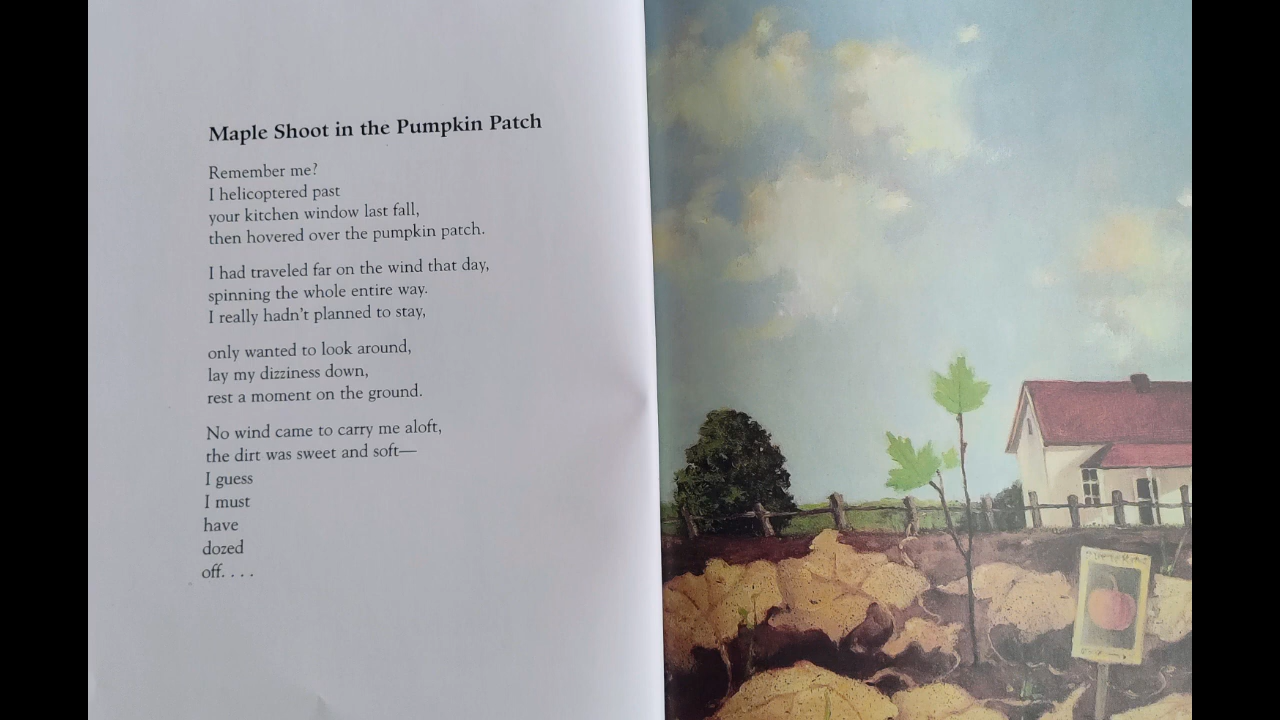 Maple Shoot in the Pumpkin Patch
Remember me?
I helicoptered past
your kitchen window last fall,
then hovered over the pumpkin patch.
I had traveled far on the wind that day,
spinning the whole entire way.
I really hadn't planned to stay,
only wanted to look around,
lay my dizziness down,
rest a moment on the ground.
No wind came to carry me aloft,
the dirt was sweet and soft—
I guess
I must
have
dozed
off. . . .